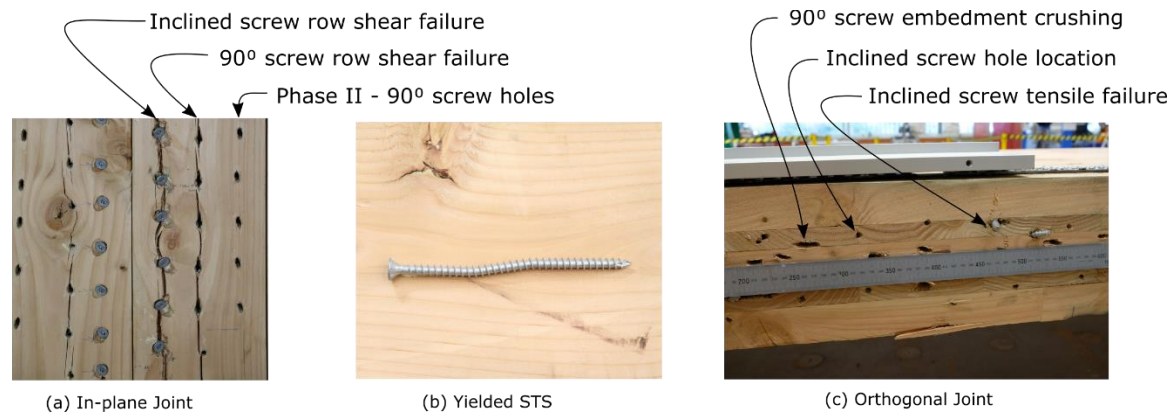 Inclined screw row shear failure
90º screw row shear failure
Phase II - 90º screw holes
90º screw embedment crushing
Inclined screw hole location
Inclined screw tensile failure
(a) In-plane Joint
(b) Yielded STS
(c) Orthogonal Joint